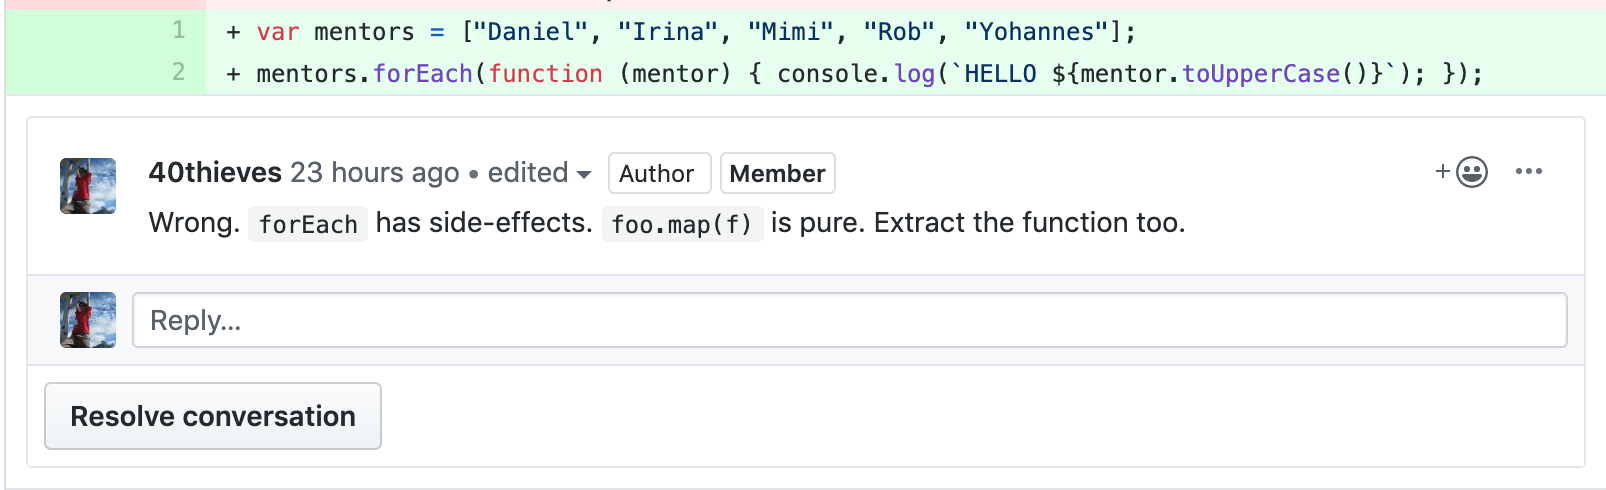 1 + var mentors = ["Daniel", "Irina", "Mimi", "Rob", "Yohannes"];
2 + mentors.forEach(function (mentor) { console.log(`HELLO ${mentor.toUpperCase()}`); });
40thieves 23 hours ago • edited Author Member
Wrong. forEach has side-effects. foo.map(f) is pure. Extract the function too.
Reply...
Resolve conversation